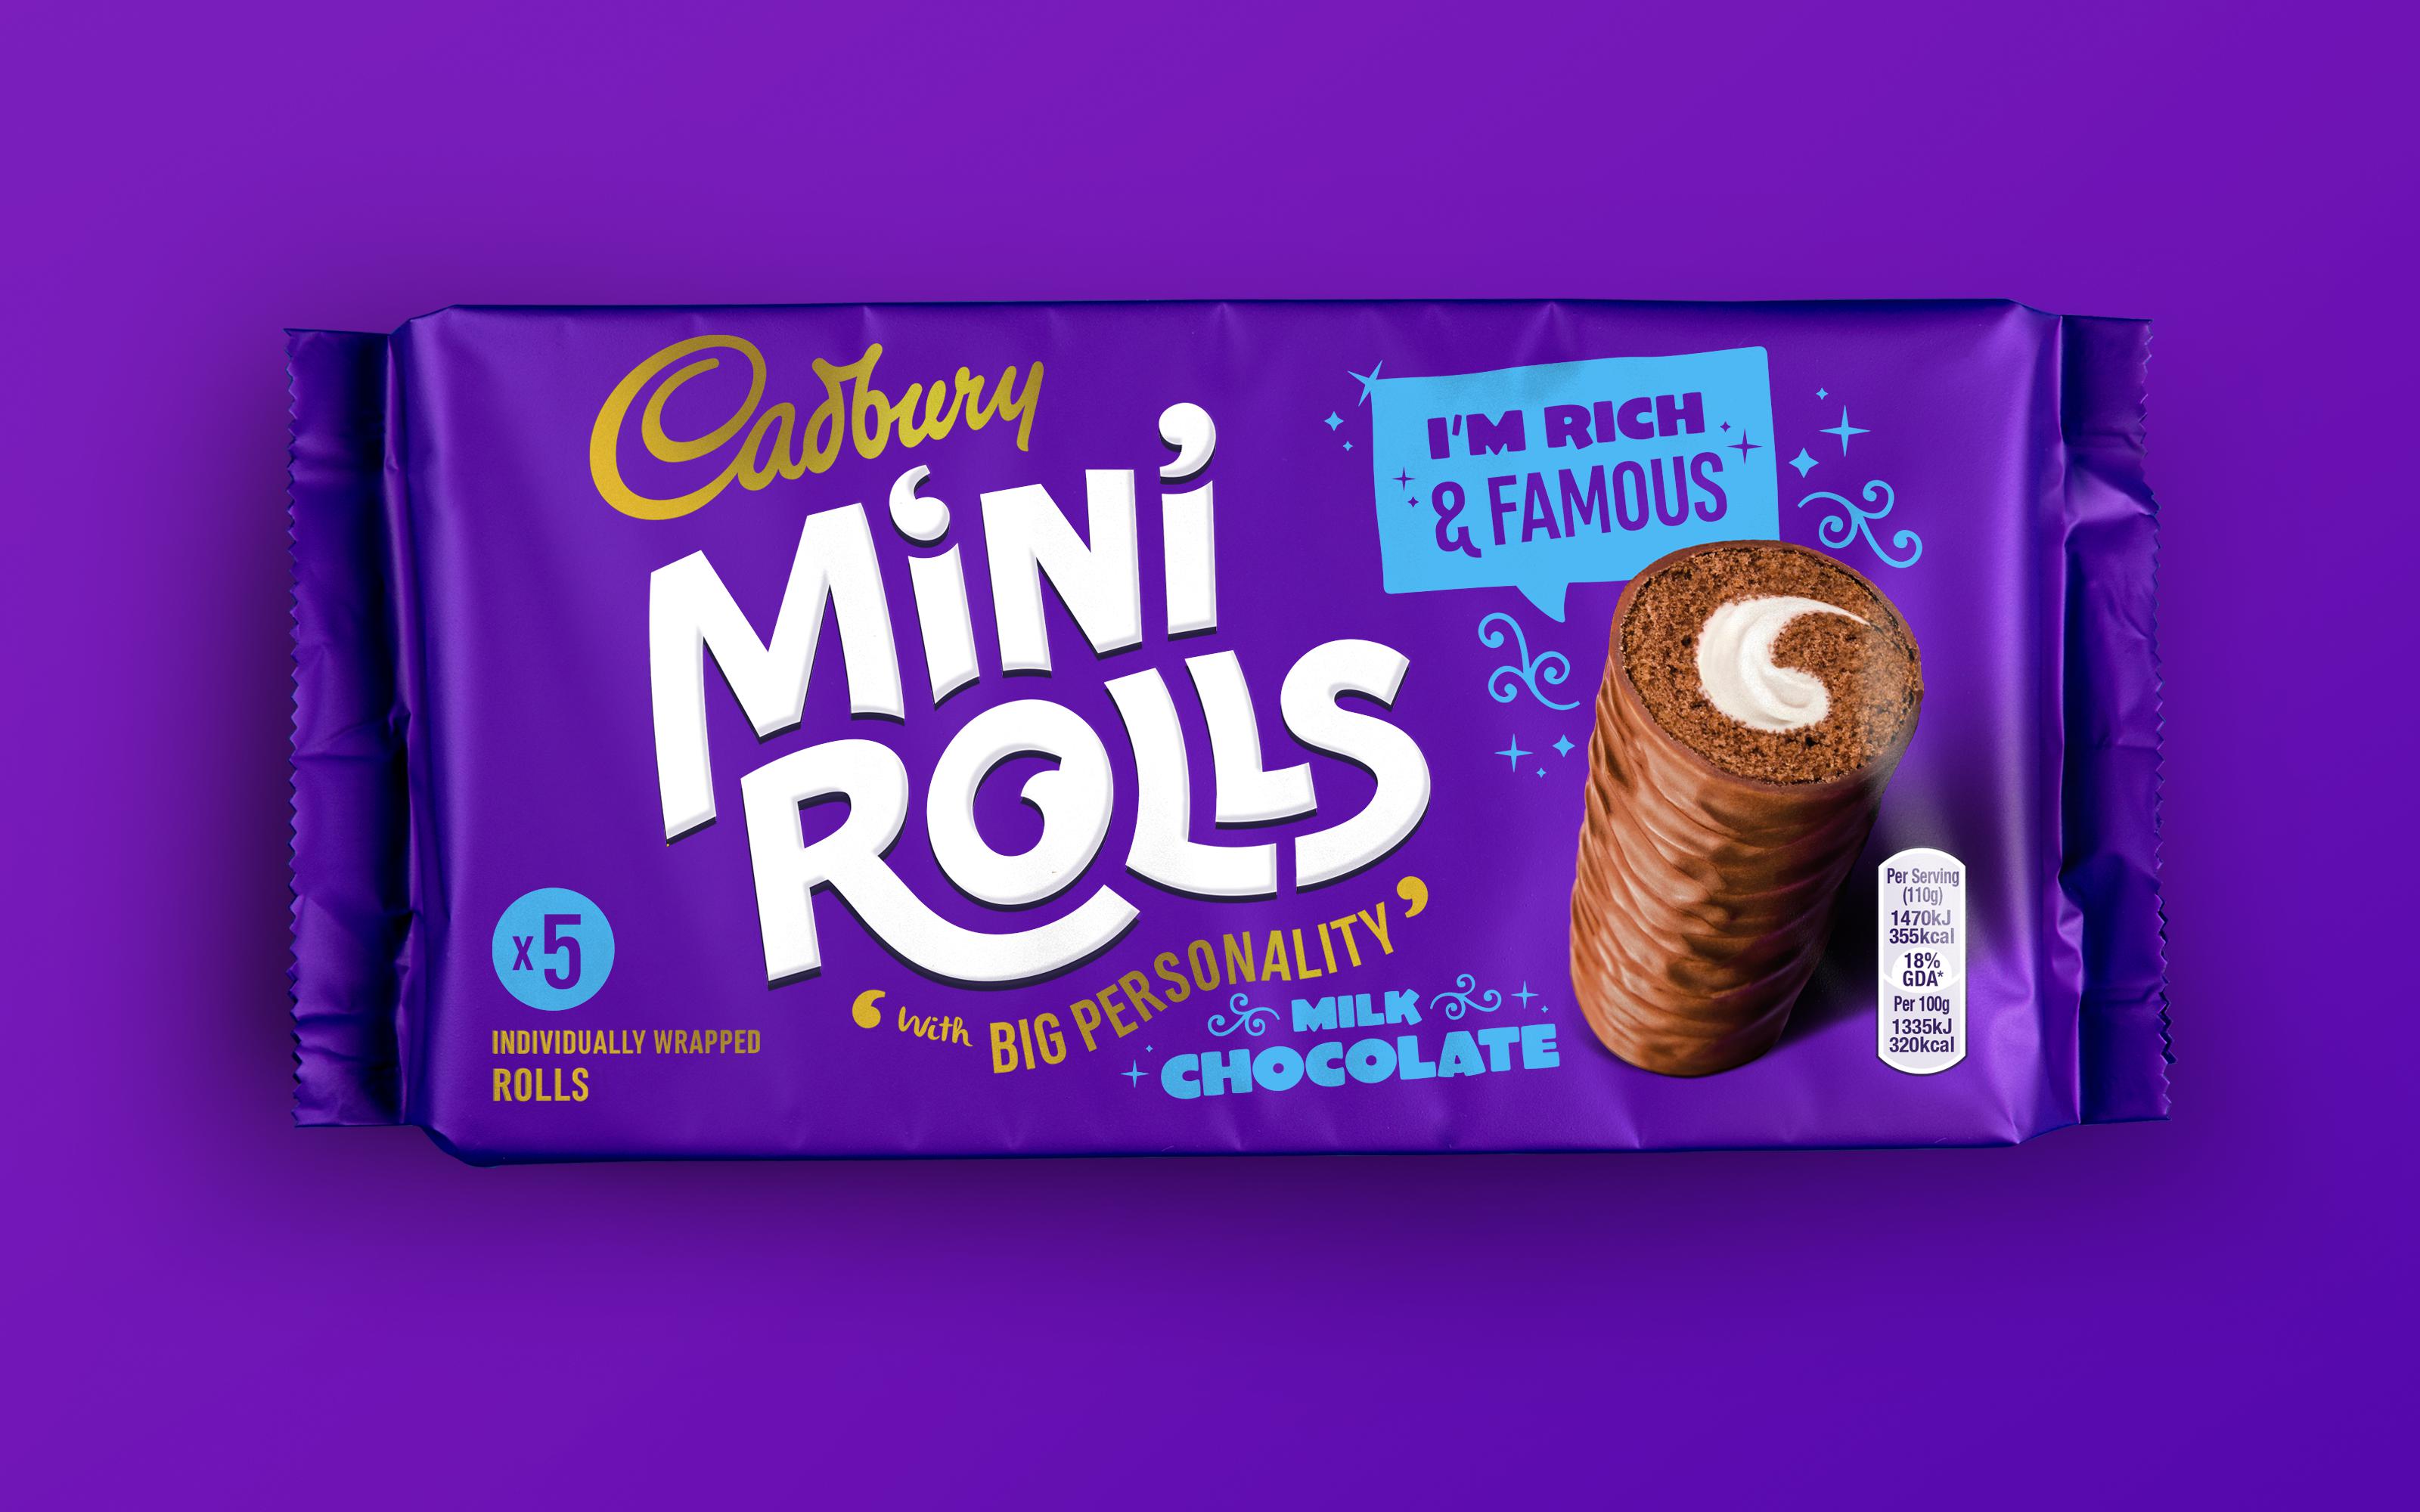 Cadbury
MiNi
ROLLS
I'M RICH
& FAMOUS
x5
INDIVIDUALLY WRAPPED
ROLLS
‘With BIG PERSONALITY’
MILK
CHOCOLATE
Per Serving
(110g)
1470kJ
355kcal
18%
GDA*
Per 100g
1335kJ
320kcal